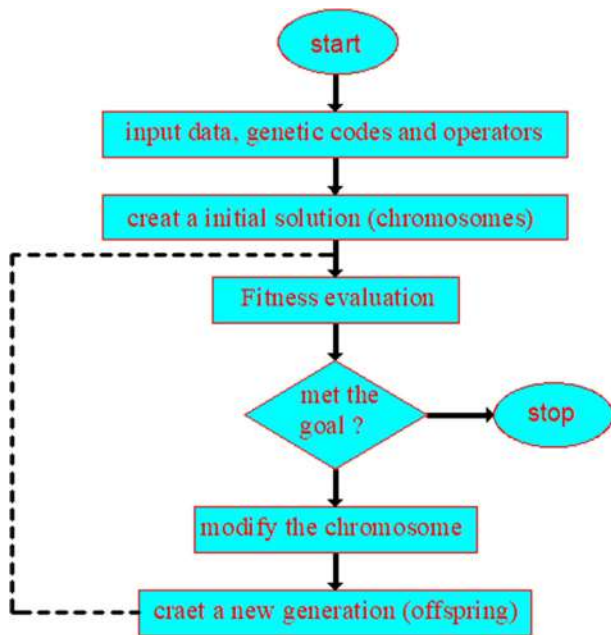 start
input data, genetic codes and operators
creat a initial solution (chromosomes)
Fitness evaluation
met the
goal ?
stop
modify the chromosome
craet a new generation (offspring)